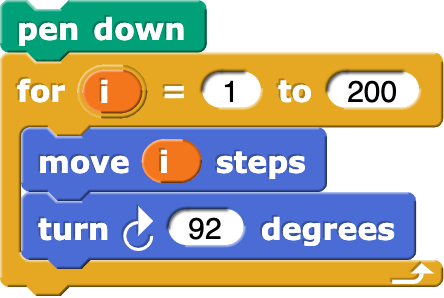 pen down
for i = 1 to 200
move i steps
turn 92 degrees